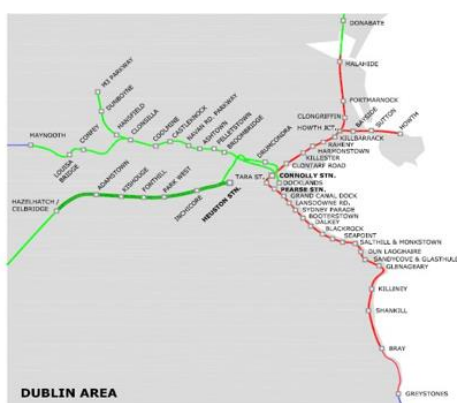 DONABATE
MALAHIDE
PORTMARNOCK
CLONGRIFFIN
HOWTH JCT.
BAYSIDE
SUTTON
HOWTH
KILBARRACK
RAHENY
HARMONSTOWN
KILLESTER
CLONTARF ROAD
M3 PARKWAY
DUNBOYNE
HANSFIELD
CLONSILLA
COOLMINE
CASTLEKNOCK
NAVAN RD. PARKWAY
ASHTOWN
PELLETSTOWN
BROOMBRIDGE
DRUMCONDRA
MAYNOOTH
LOUISA
BRIDGE
CONFEY
HAZELHATCH /
CELBRIDGE
ADAMSTOWN
KISHOUGE
FONTHILL
PARK WEST
INCHICORE
HEUSTON STN.
TARA ST.
CONNOLLY STN.
DOCKLANDS
PEARSE STN.
GRAND CANAL DOCK
LANSDOWNE RD.
SYDNEY PARADE
BOOTERSTOWN
DALKEY
BLACKROCK
SEAPOINT
SALTHILL & MONKSTOWN
DUN LAOGHAIRE
SANDYCOVE & GLASTHULE
GLENAGEARY
KILLINEY
SHANKILL
BRAY
GREYSTONES
DUBLIN AREA